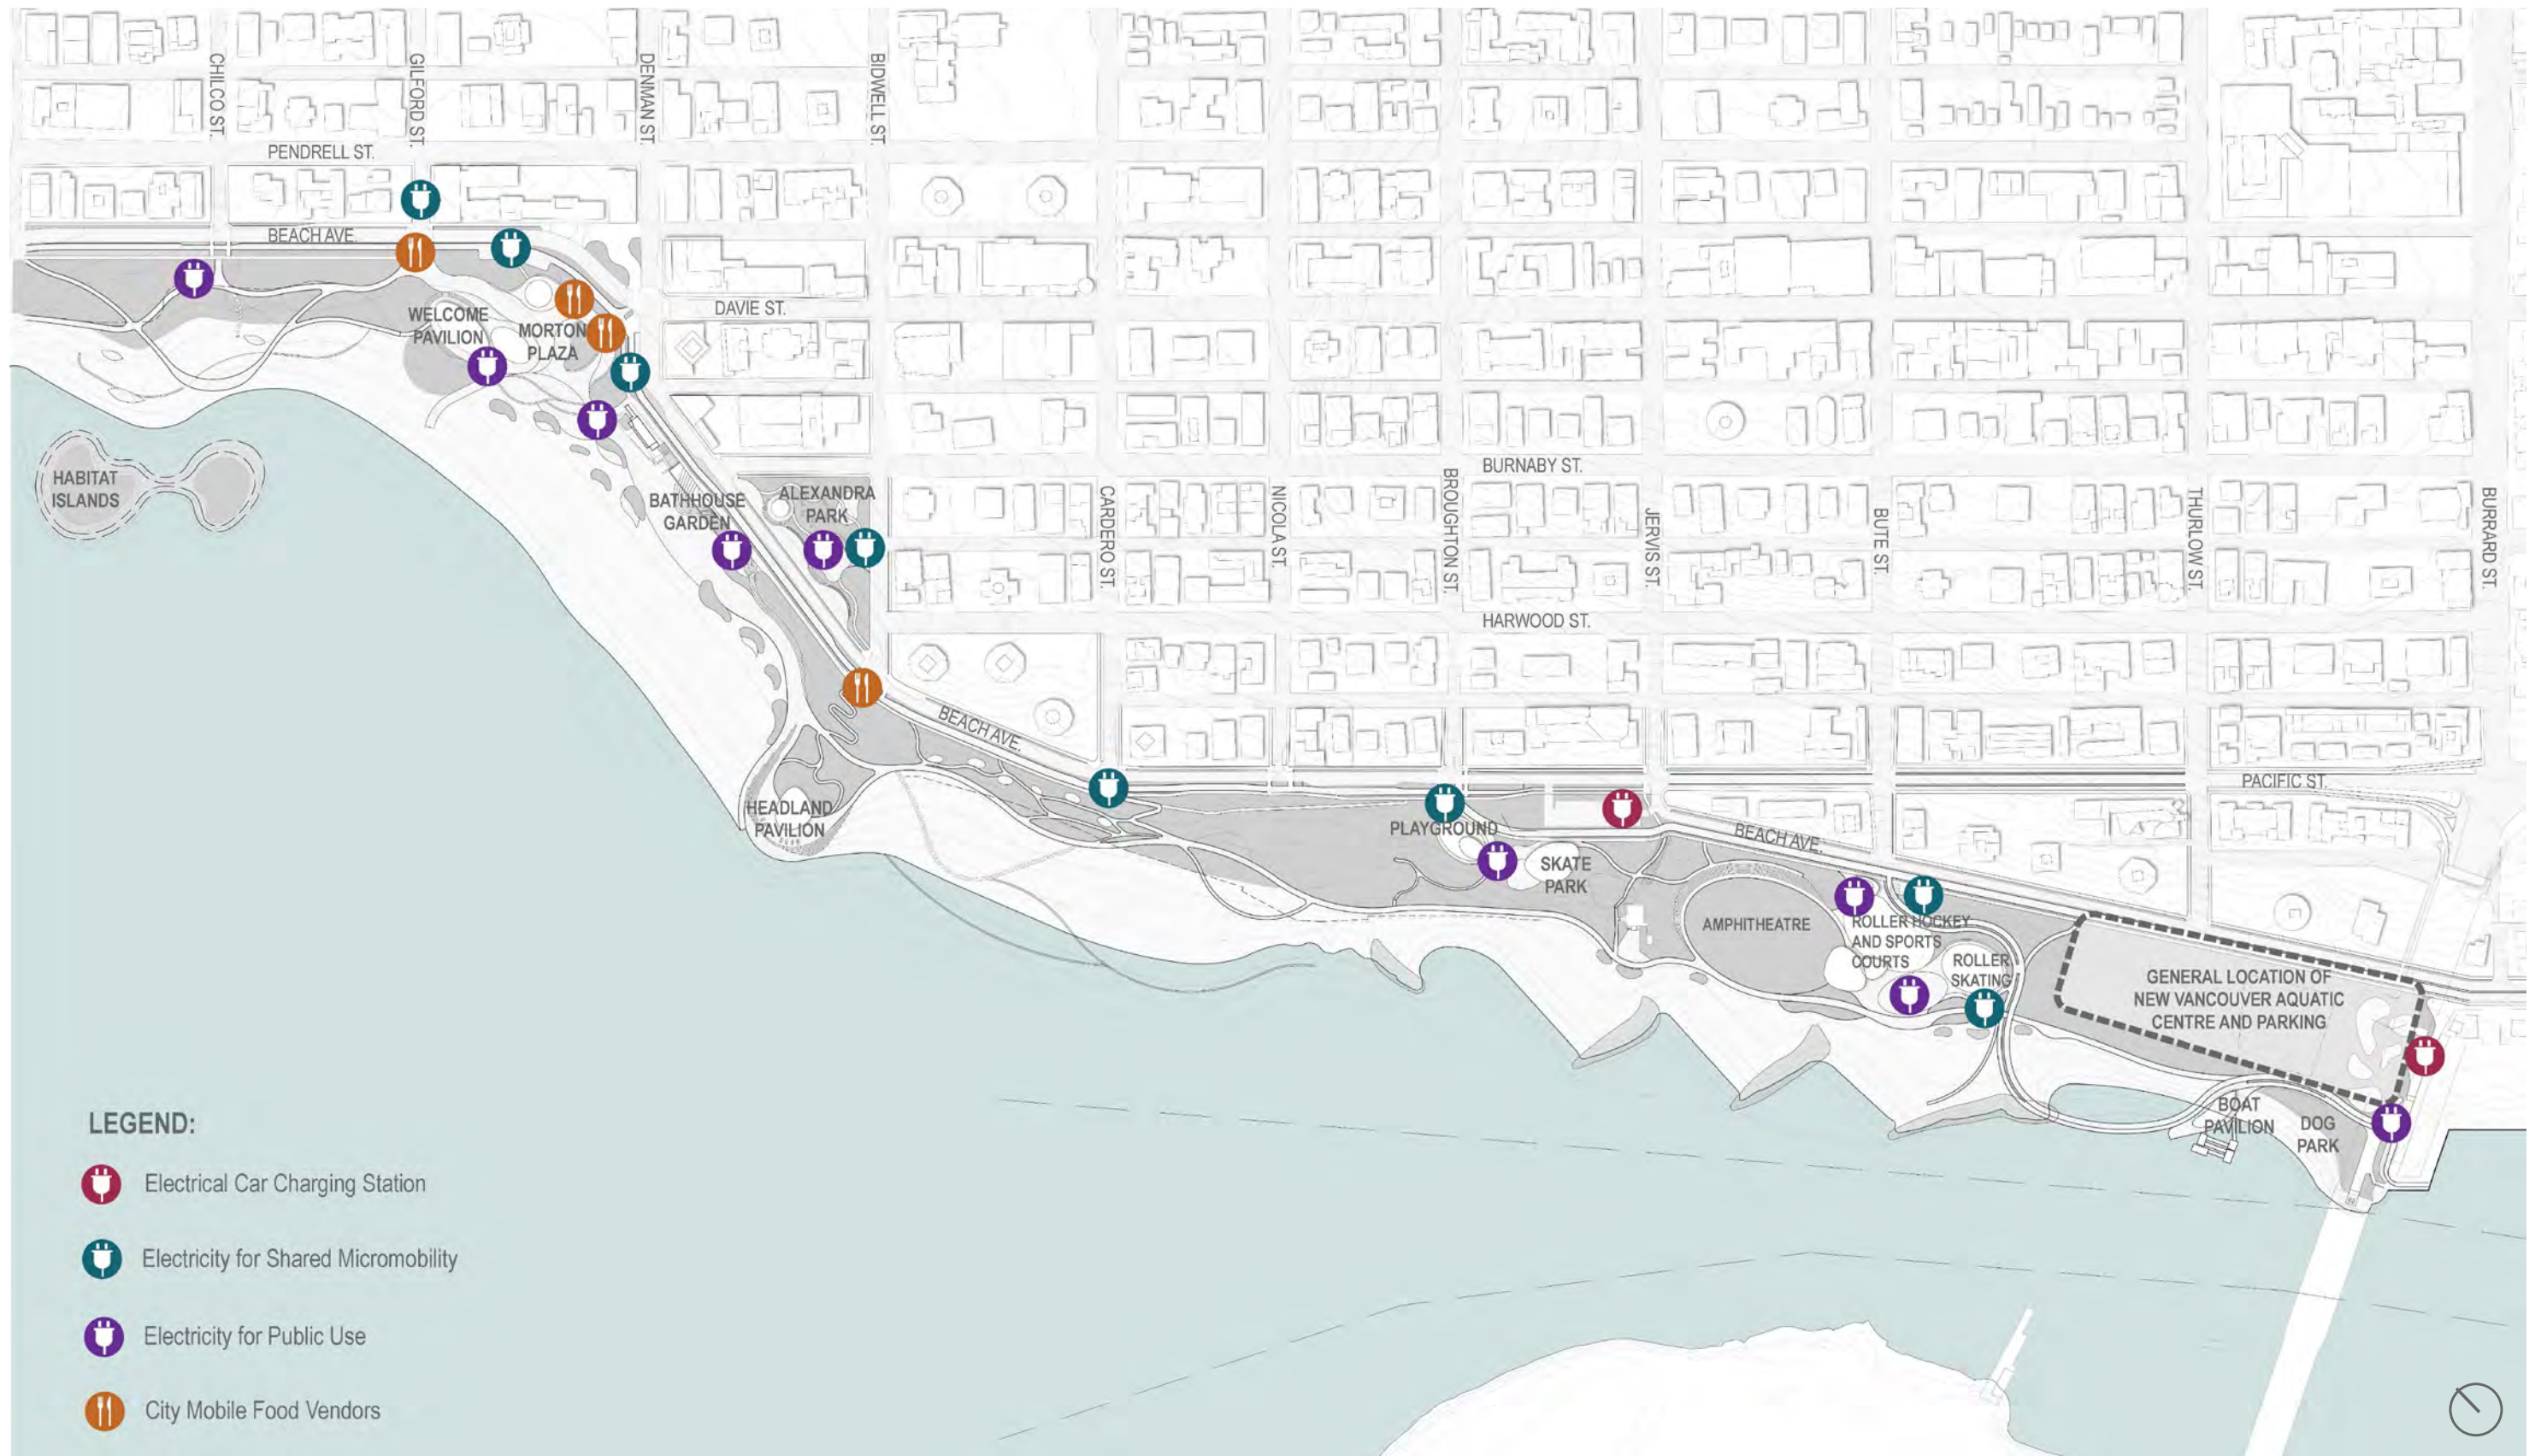 CHILCO ST.
GILFORD ST.
DENMAN ST.
BIDWELL ST.
PENDRELL ST.
BEACH AVE.
WELCOME
PAVILION
MORTON
PLAZA
DAVIE ST.
HABITAT
ISLANDS
BATHHOUSE
GARDEN
ALEXANDRA
PARK
CARDERO ST.
NICOLA ST.
BROUGHTON ST.
BURNABY ST.
JERVIS ST.
BUTE ST.
THURLOW ST.
BURRARD ST.
HARWOOD ST.
BEACH AVE.
HEADLAND
PAVILION
PACIFIC ST.
PLAYGROUND
SKATE
PARK
BEACH AVE.
AMPHITHEATRE
ROLLER HOCKEY
AND SPORTS
COURTS
ROLLER
SKATING
GENERAL LOCATION OF
NEW VANCOUVER AQUATIC
CENTRE AND PARKING
BOAT
PAVILION
DOG
PARK
LEGEND:
Electrical Car Charging Station
Electricity for Shared Micromobility
Electricity for Public Use
City Mobile Food Vendors